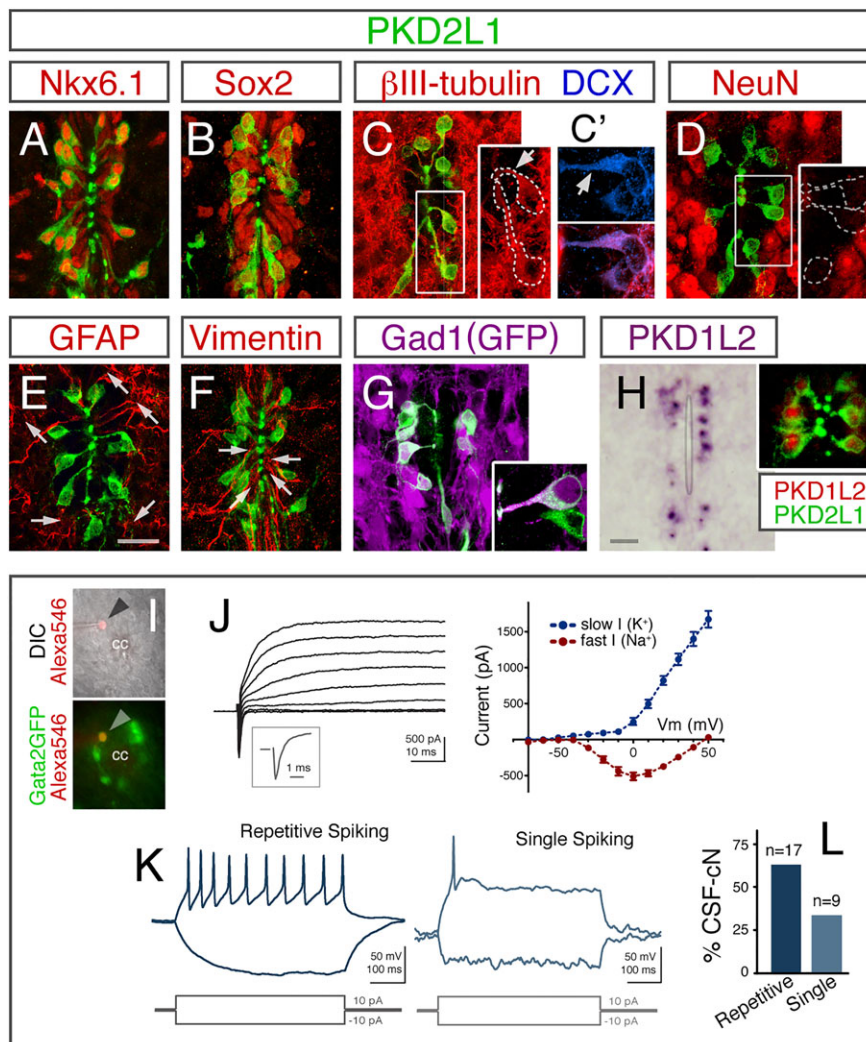 PKD2L1
Nkx6.1
Sox2
βIII-tubulin DCX
NeuN
A
B
C
C'
D
GFAP
Vimentin
Gad1(GFP)
PKD1L2
E
F
G
H
PKD1L2
PKD2L1
DIC
Alexa546
I
cc
Gata2GFP
Alexa546
cc
J
1 ms
500 pA
10 ms
Current (pA)
1500
1000
500
-500
slow I (K⁺)
fast I (Na⁺)
Vm (mV)
-50
0
50
K
Repetitive Spiking
50 mV
100 ms
10 pA
-10 pA
Single Spiking
50 mV
100 ms
10 pA
-10 pA
L
% CSF-cN
75
50
25
0
n=17
n=9
Repetitive
Single